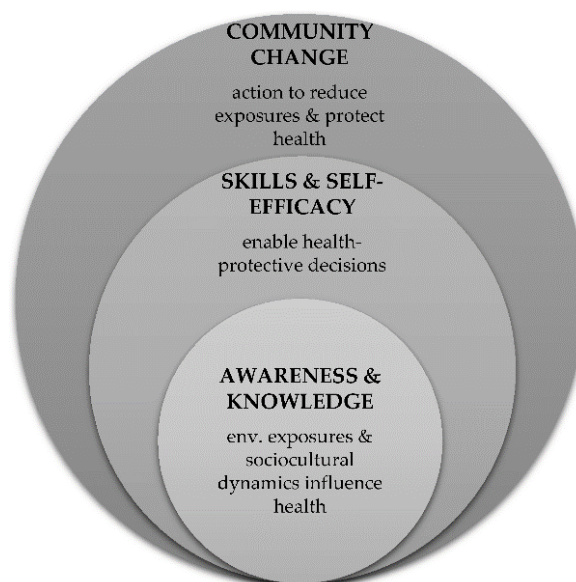 COMMUNITY
CHANGE
action to reduce
exposures & protect
health
SKILLS & SELF-
EFFICACY
enable health-
protective decisions
AWARENESS &
KNOWLEDGE
env. exposures &
sociocultural
dynamics influence
health